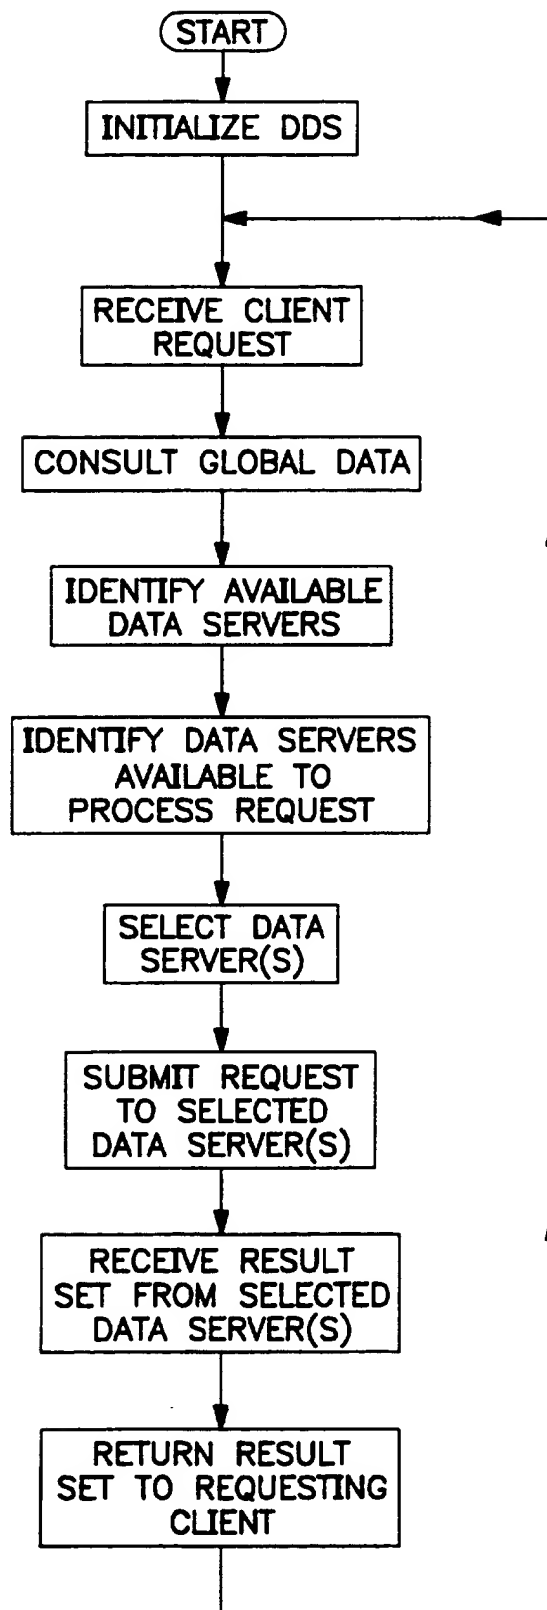 START
INITIALIZE DDS
RECEIVE CLIENT
REQUEST
CONSULT GLOBAL DATA
IDENTIFY AVAILABLE
DATA SERVERS
IDENTIFY DATA SERVERS
AVAILABLE TO
PROCESS REQUEST
SELECT DATA
SERVER(S)
SUBMIT REQUEST
TO SELECTED
DATA SERVER(S)
RECEIVE RESULT
SET FROM SELECTED
DATA SERVER(S)
RETURN RESULT
SET TO REQUESTING
CLIENT